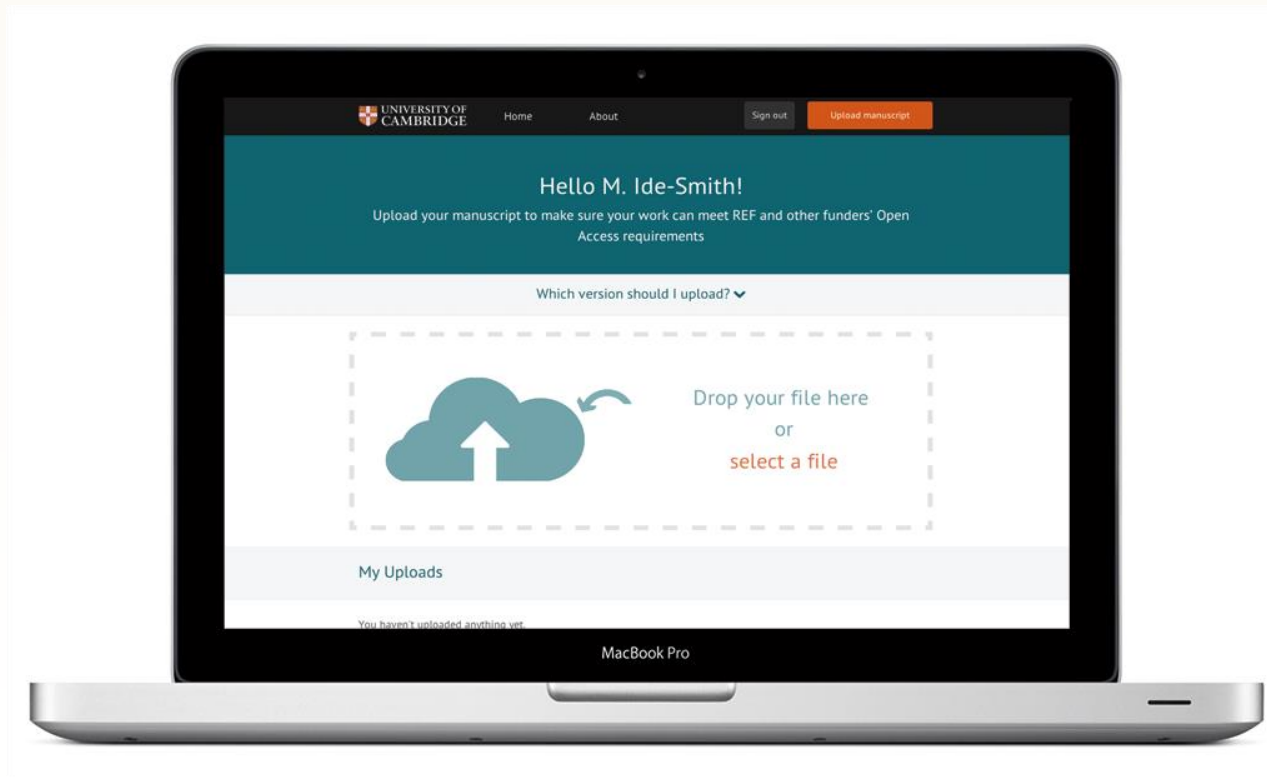 UNIVERSITY OF
CAMBRIDGE
Home
About
Sign out
Upload manuscript
Hello M. Ide-Smith!
Upload your manuscript to make sure your work can meet REF and other funders' Open
Access requirements
Which version should I upload?
Drop your file here
or
select a file
My Uploads
You haven't uploaded anything yet.
MacBook Pro